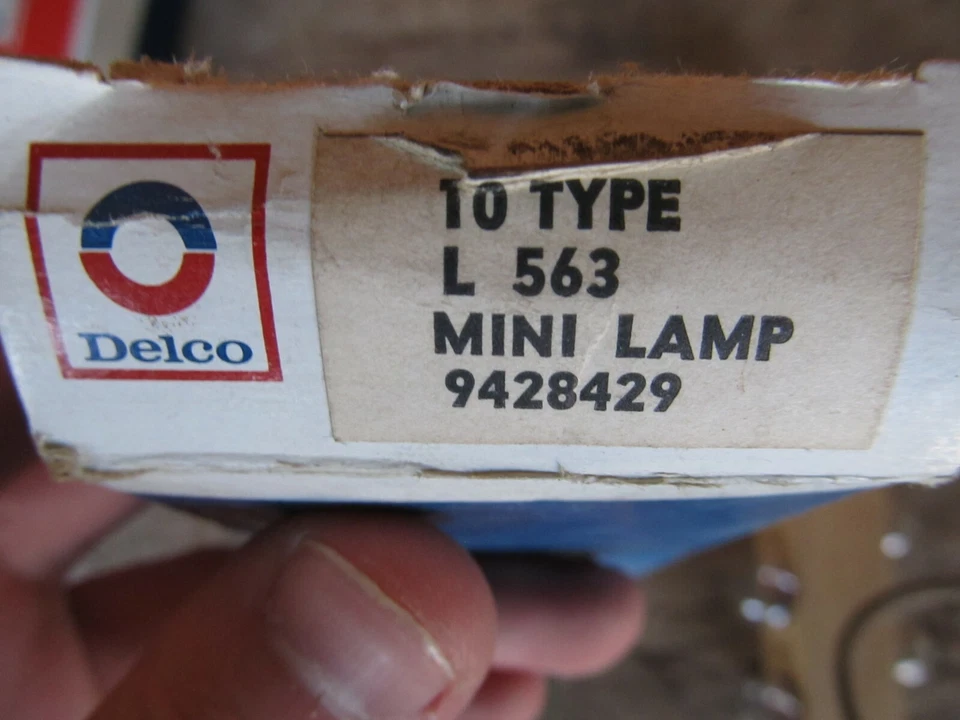 Delco
10 TYPE
L 563
MINI LAMP
9428429